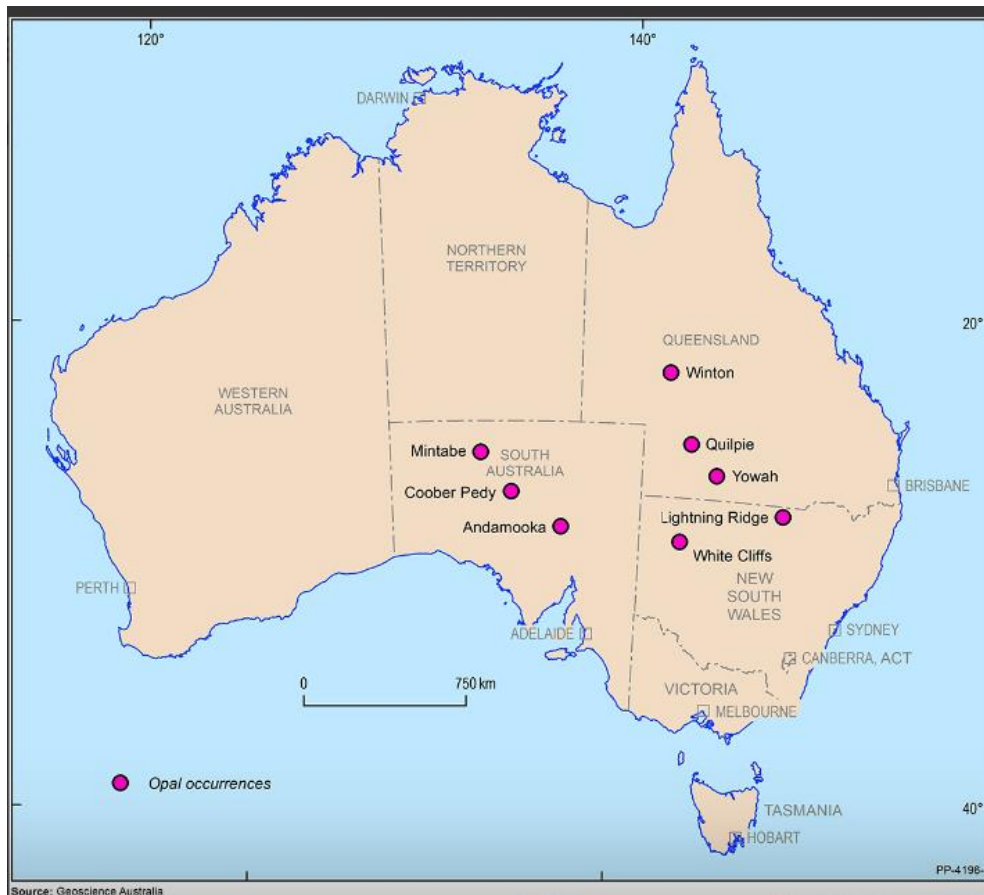 120°
140°
DARWIN
NORTHERN
TERRITORY
20°
QUEENSLAND
Winton
WESTERN
AUSTRALIA
Mintabe
SOUTH
AUSTRALIA
Quilpie
Coober Pedy
Yowah
BRISBANE
Andamooka
Lightning Ridge
White Cliffs
PERTH
NEW
SOUTH
WALES
ADELAIDE
SYDNEY
CANBERRA, ACT
0 750 km
VICTORIA
MELBOURNE
Opal occurrences
40°
TASMANIA
HOBART
PP-4196-
Source: Geoscience Australia